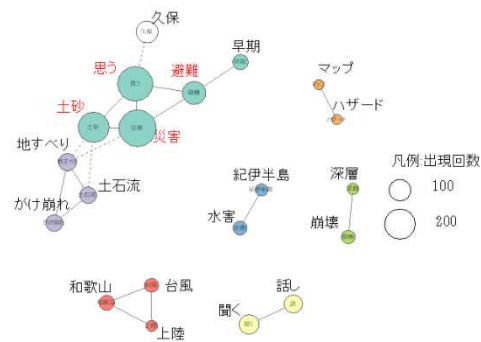 久保
早期
思う
避難
マップ
土砂
災害
ハザード
地すべり
凡例:出現回数
土石流
紀伊半島
深層
100
がけ崩れ
水害
崩壊
200
和歌山
台風
話し
聞く
上陸